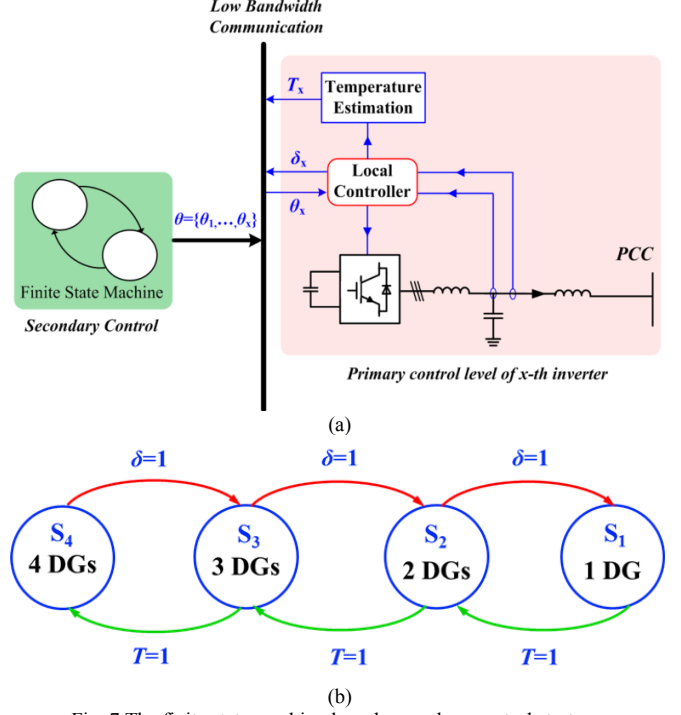 Low Bandwidth
Communication
Tx
Temperature
Estimation
δx
Local
Controller
θx
θ={θ1,...,θx}
PCC
Finite State Machine
Secondary Control
Primary control level of x-th inverter
(a)
δ=1
δ=1
δ=1
S4
4 DGs
S3
3 DGs
S2
2 DGs
S1
1 DG
T=1
T=1
T=1
(b)